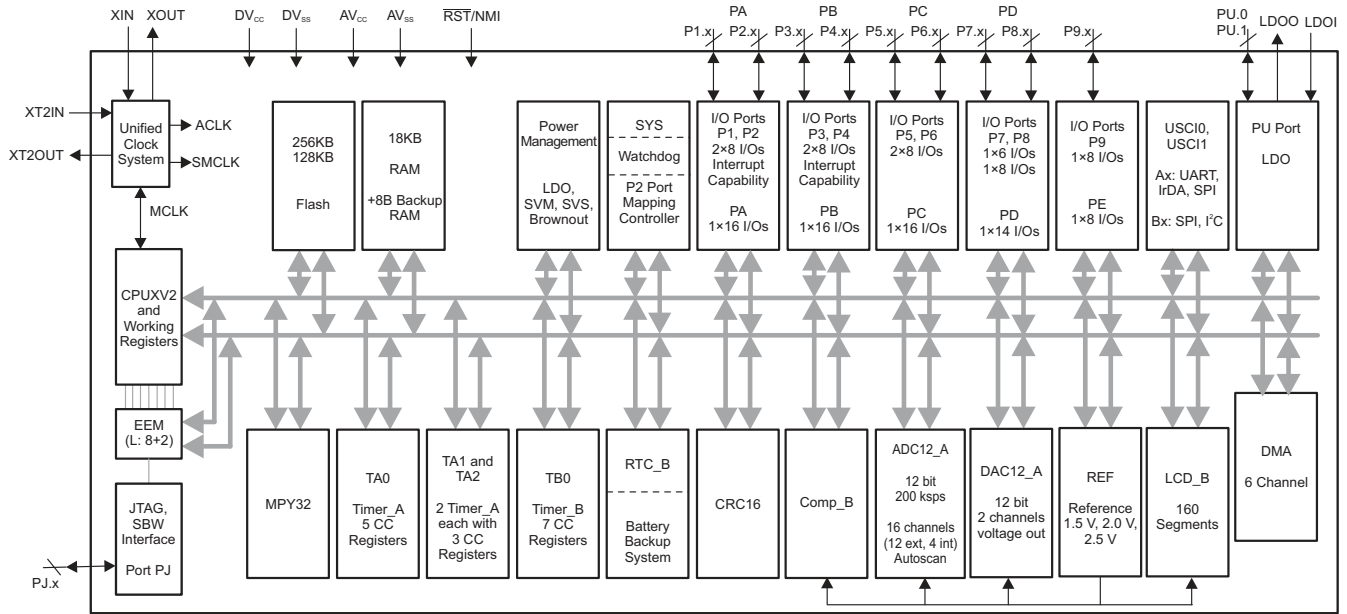 XIN XOUT DVCC DVSS AVCC AVSS RST/NMI PA PB PC PD
P1.x P2.x P3.x P4.x P5.x P6.x P7.x P8.x P9.x PU.0 PU.1 LDOO LDOI
XT2IN
XT2OUT
Unified
Clock
System
ACLK
SMCLK
MCLK
256KB
128KB
Flash
18KB
RAM
+8B Backup
RAM
Power
Management
LDO,
SVM, SVS,
Brownout
SYS
Watchdog
P2 Port
Mapping
Controller
I/O Ports
P1, P2
2×8 I/Os
Interrupt
Capability
PA
1×16 I/Os
I/O Ports
P3, P4
2×8 I/Os
Interrupt
Capability
PB
1×16 I/Os
I/O Ports
P5, P6
2×8 I/Os
PC
1×16 I/Os
I/O Ports
P7, P8
1×6 I/Os
1×8 I/Os
PD
1×14 I/Os
I/O Ports
P9
1×8 I/Os
PE
1×8 I/Os
USCI0,
USCI1
Ax: UART,
IrDA, SPI
Bx: SPI, I²C
PU Port
LDO
CPUXV2
and
Working
Registers
EEM
(L: 8+2)
JTAG,
SBW
Interface
Port PJ
PJ.x
MPY32
TA0
Timer_A
5 CC
Registers
TA1 and
TA2
2 Timer_A
each with
3 CC
Registers
TB0
Timer_B
7 CC
Registers
RTC_B
Battery
Backup
System
CRC16
Comp_B
ADC12_A
12 bit
200 ksps
16 channels
(12 ext, 4 int)
Autoscan
DAC12_A
12 bit
2 channels
voltage out
REF
Reference
1.5 V, 2.0 V,
2.5 V
LCD_B
160
Segments
DMA
6 Channel